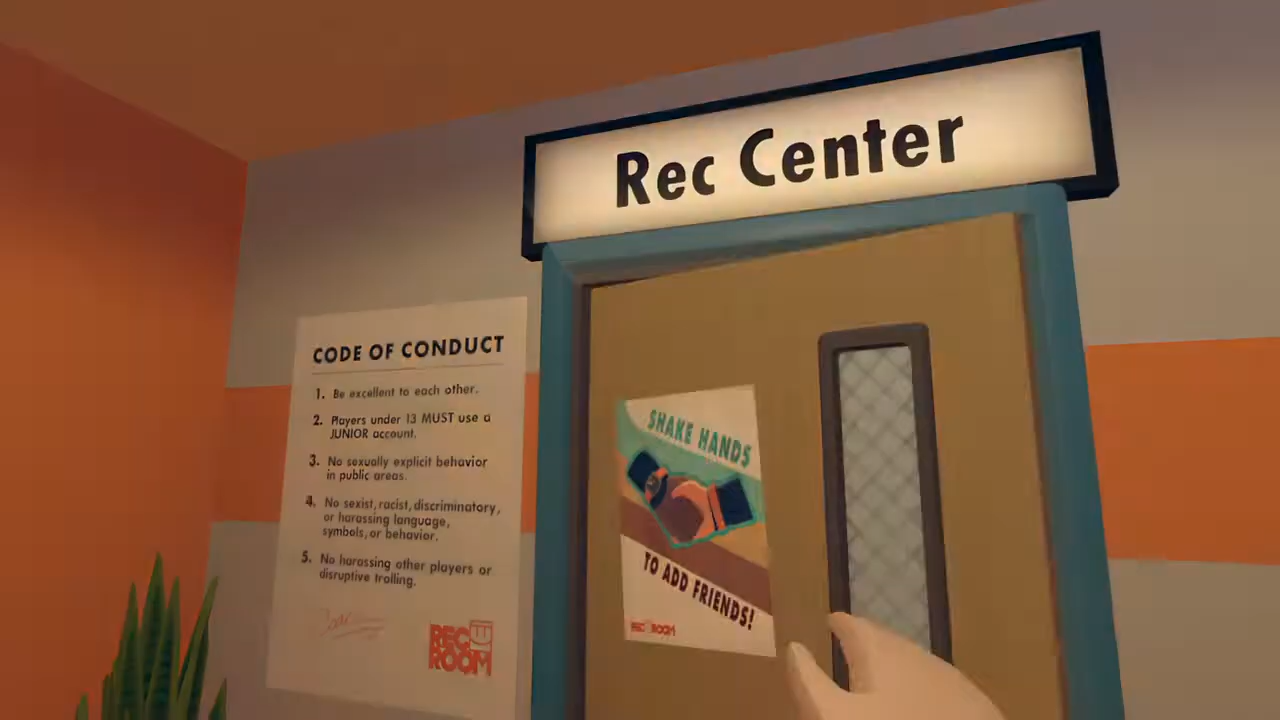 Rec Center
CODE OF CONDUCT
1. Be excellent to each other.
2. Players under 13 MUST use a
JUNIOR account.
3. No sexually explicit behavior
in public areas.
4. No sexist, racist, discriminatory,
or harassing language,
symbols, or behavior.
5. No harassing other players or
disruptive trolling.
REC
ROOM
SHAKE HANDS
TO ADD FRIENDS!
REC ROOM